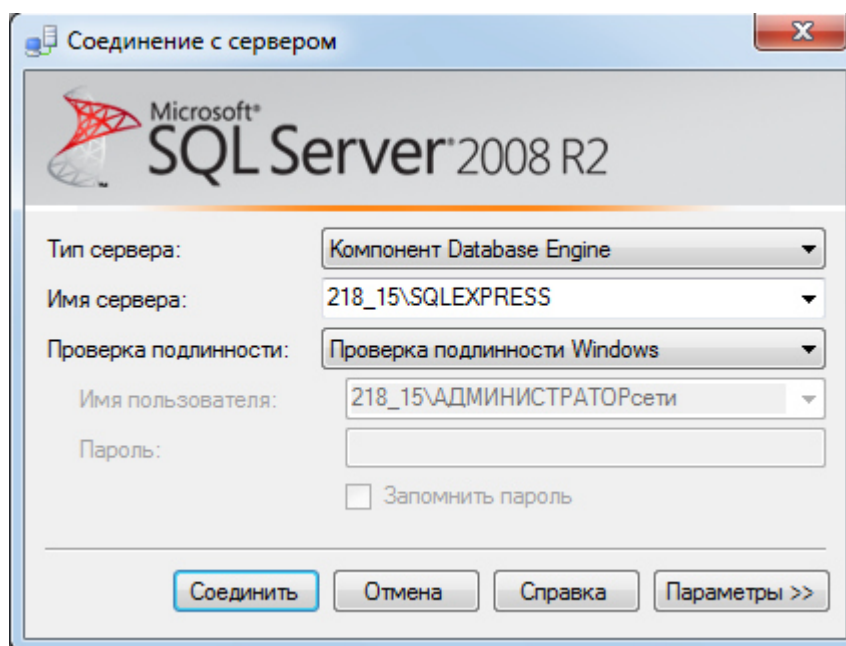 Соединение с сервером
Microsoft®
SQL Server® 2008 R2
Тип сервера: Компонент Database Engine
Имя сервера: 218_15\SQLEXPRESS
Проверка подлинности: Проверка подлинности Windows
Имя пользователя: 218_15\АДМИНИСТРАТОРсети
Пароль:
Запомнить пароль
Соединить Отмена Справка Параметры >>